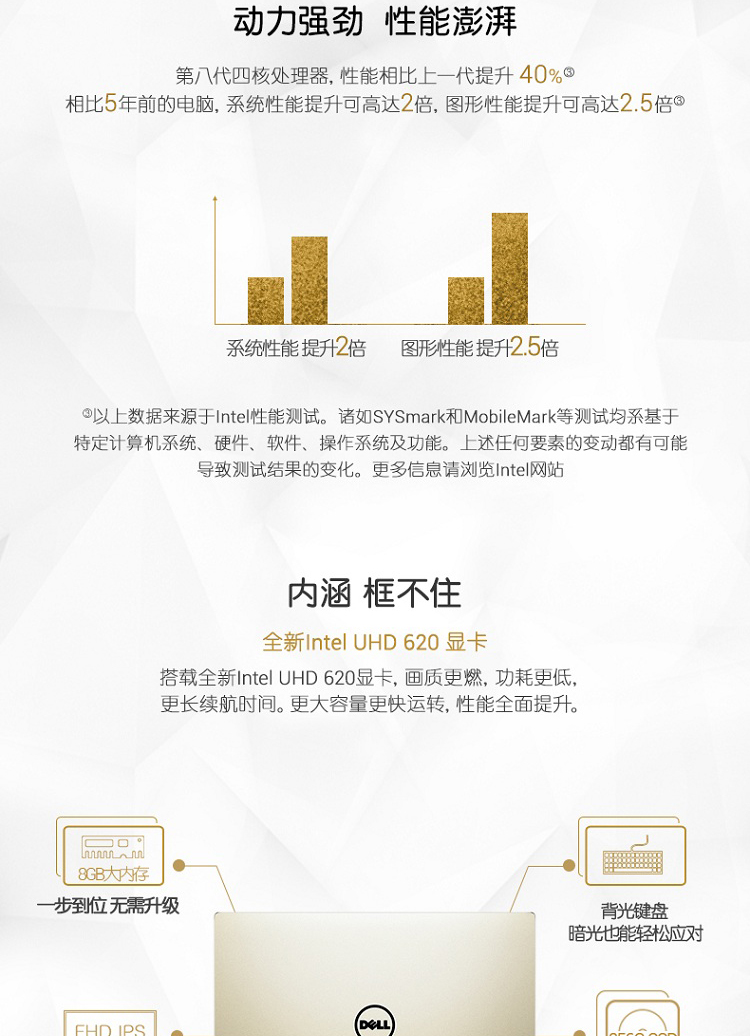 动力强劲 性能澎湃
第八代四核处理器, 性能相比上一代提升 40%③
相比5年前的电脑, 系统性能提升可高达2倍, 图形性能提升可高达2.5倍③
系统性能 提升2倍
图形性能 提升2.5倍
③以上数据来源于Intel性能测试。诸如SYSmark和MobileMark等测试均系基于
特定计算机系统、硬件、软件、操作系统及功能。上述任何要素的变动都有可能
导致测试结果的变化。更多信息请浏览Intel网站
内涵 框不住
全新Intel UHD 620 显卡
搭载全新Intel UHD 620显卡, 画质更燃, 功耗更低,
更长续航时间。更大容量更快运转, 性能全面提升。
8GB大内存
一步到位 无需升级
背光键盘
暗光也能轻松应对
DELL
FHD IPS